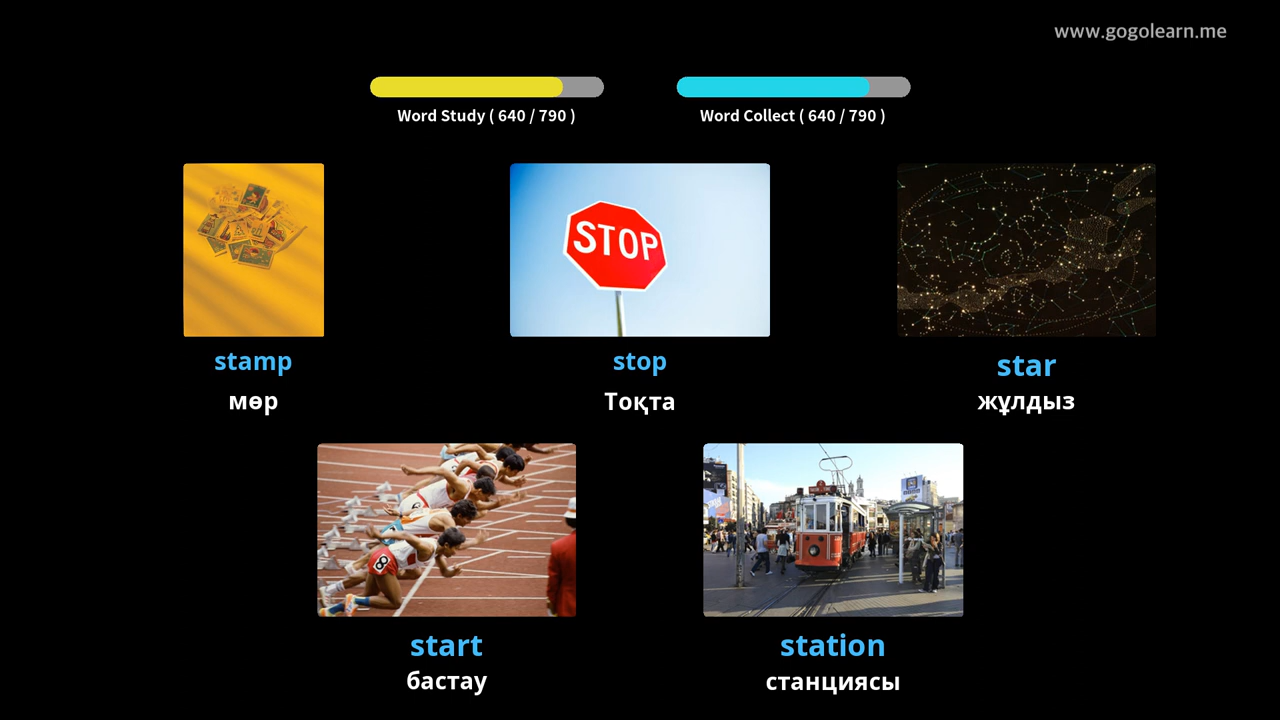 www.gogolearn.me
Word Study ( 640 / 790 )
Word Collect ( 640 / 790 )
STOP
stamp
stop
star
мөр
Тоқта
жұлдыз
8
start
station
бастау
станциясы